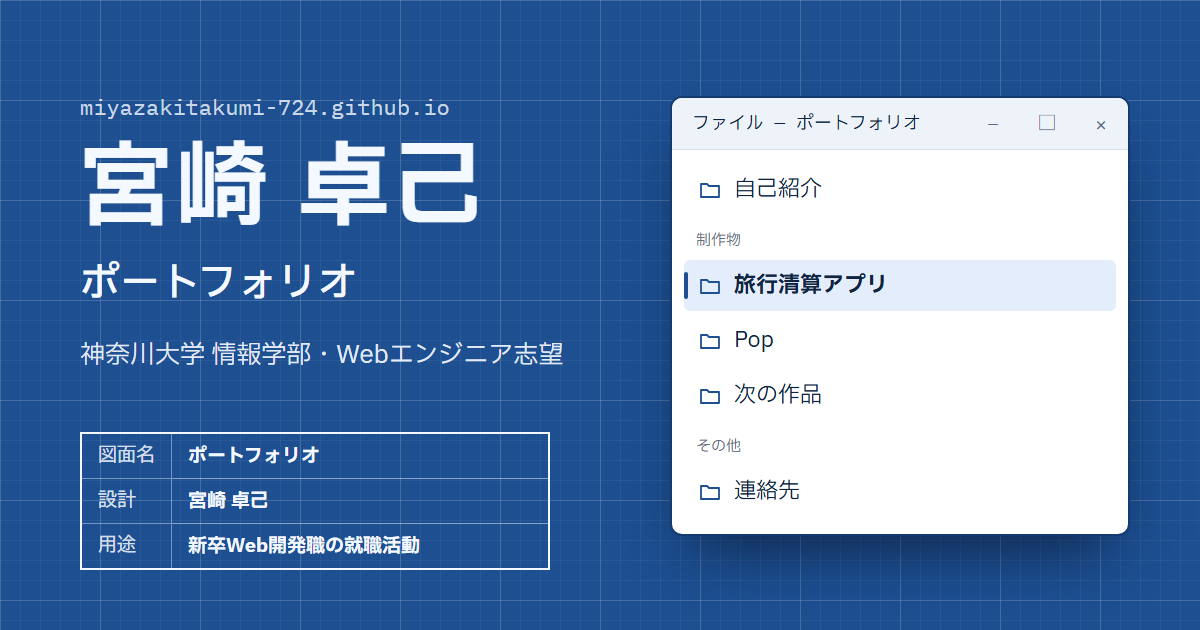 miyazakitakumi-724.github.io
宮崎 卓己
ポートフォリオ
神奈川大学 情報学部・Webエンジニア志望
図面名 ポートフォリオ
設計 宮崎 卓己
用途 新卒Web開発職の就職活動
ファイル — ポートフォリオ
自己紹介
制作物
旅行清算アプリ
Pop
次の作品
その他
連絡先